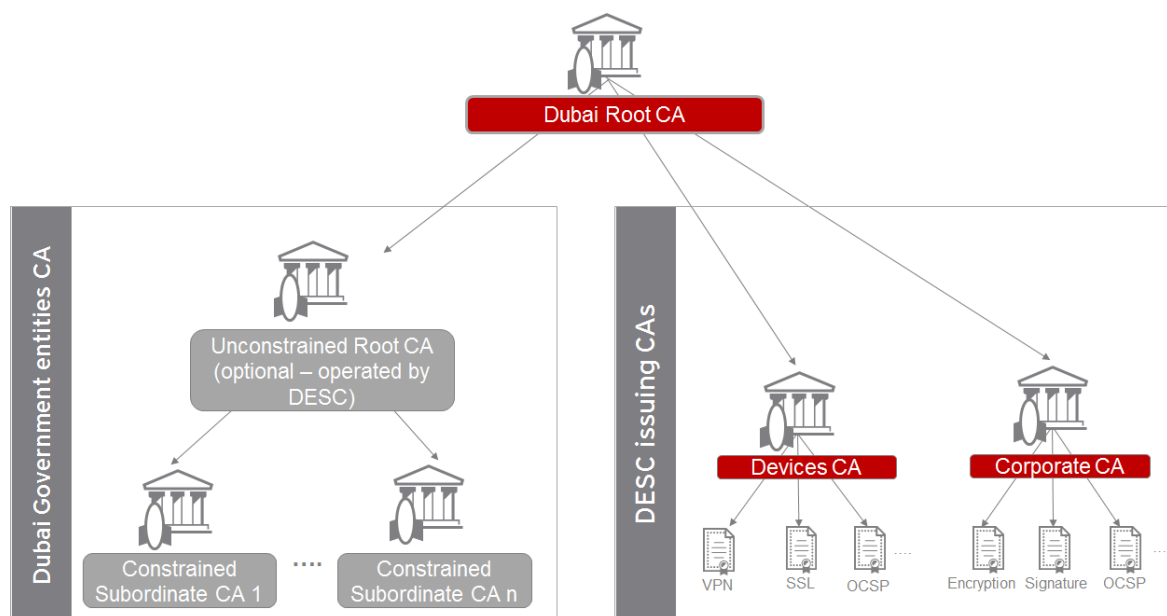 Dubai Root CA
Dubai Government entities CA
Unconstrained Root CA
(optional – operated by
DESC)
Constrained
Subordinate CA 1
....
Constrained
Subordinate CA n
DESC issuing CAs
Devices CA
Corporate CA
VPN
SSL
OCSP
....
Encryption
Signature
OCSP
....